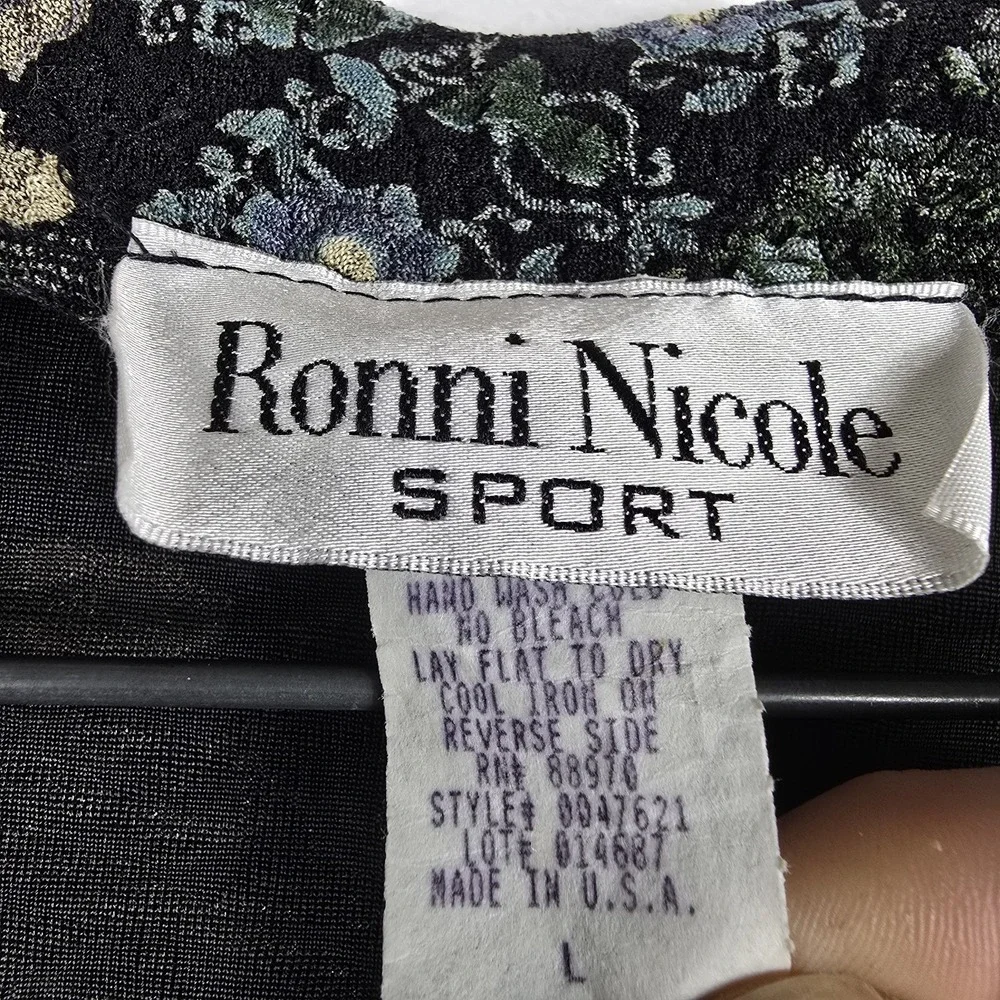 Ronni Nicole
SPORT
HAND WASH COLD
NO BLEACH
LAY FLAT TO DRY
COOL IRON ON
REVERSE SIDE
RN# 88970
STYLE# 0047621
LOT# 014687
MADE IN U.S.A.
L